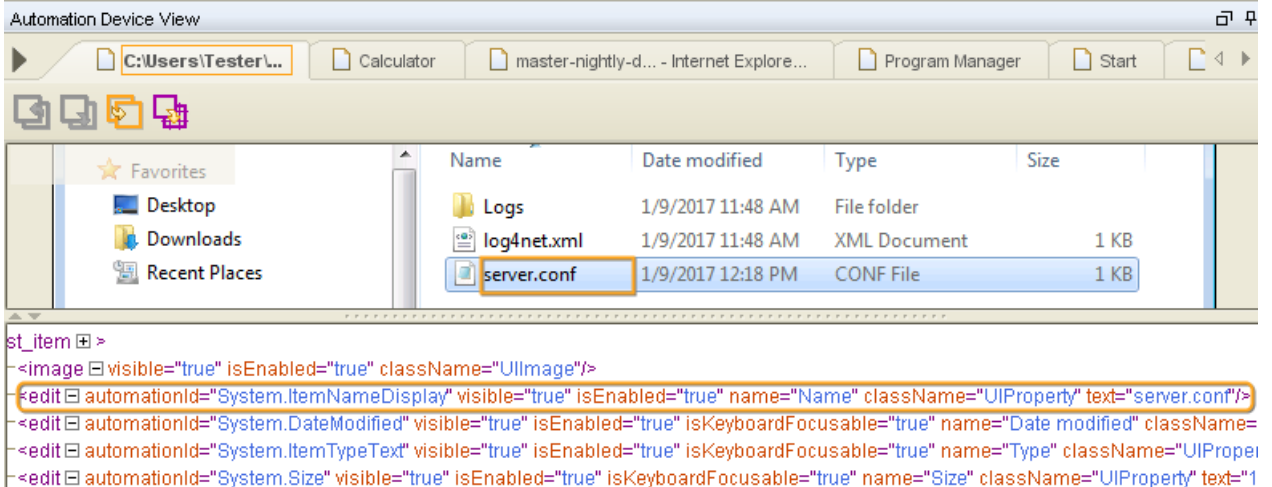 Automation Device View
C:\Users\Tester\... Calculator master-nightly-d... - Internet Explore... Program Manager Start
Favorites
Desktop
Downloads
Recent Places
Name Date modified Type Size
Logs 1/9/2017 11:48 AM File folder
log4net.xml 1/9/2017 11:48 AM XML Document 1 KB
server.conf 1/9/2017 12:18 PM CONF File 1 KB
st_item >
<image visible="true" isEnabled="true" className="UIImage"/>
<edit automationId="System.ItemNameDisplay" visible="true" isEnabled="true" name="Name" className="UIProperty" text="server.conf"/>
<edit automationId="System.DateModified" visible="true" isEnabled="true" isKeyboardFocusable="true" name="Date modified" className=
<edit automationId="System.ItemTypeText" visible="true" isEnabled="true" isKeyboardFocusable="true" name="Type" className="UIProper
<edit automationId="System.Size" visible="true" isEnabled="true" isKeyboardFocusable="true" name="Size" className="UIProperty" text="1